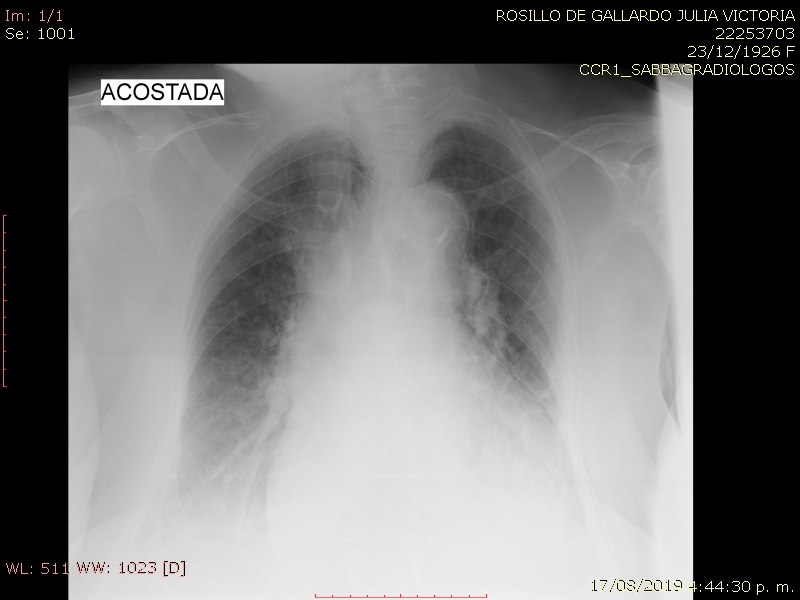 Im: 1/1
Se: 1001
ROSILLO DE GALLARDO JULIA VICTORIA
22253703
23/12/1926 F
CCR1_SABBAGRADIOLOGOS
ACOSTADA
WL: 511 WW: 1023 [D]
17/08/2019 4:44:30 p. m.